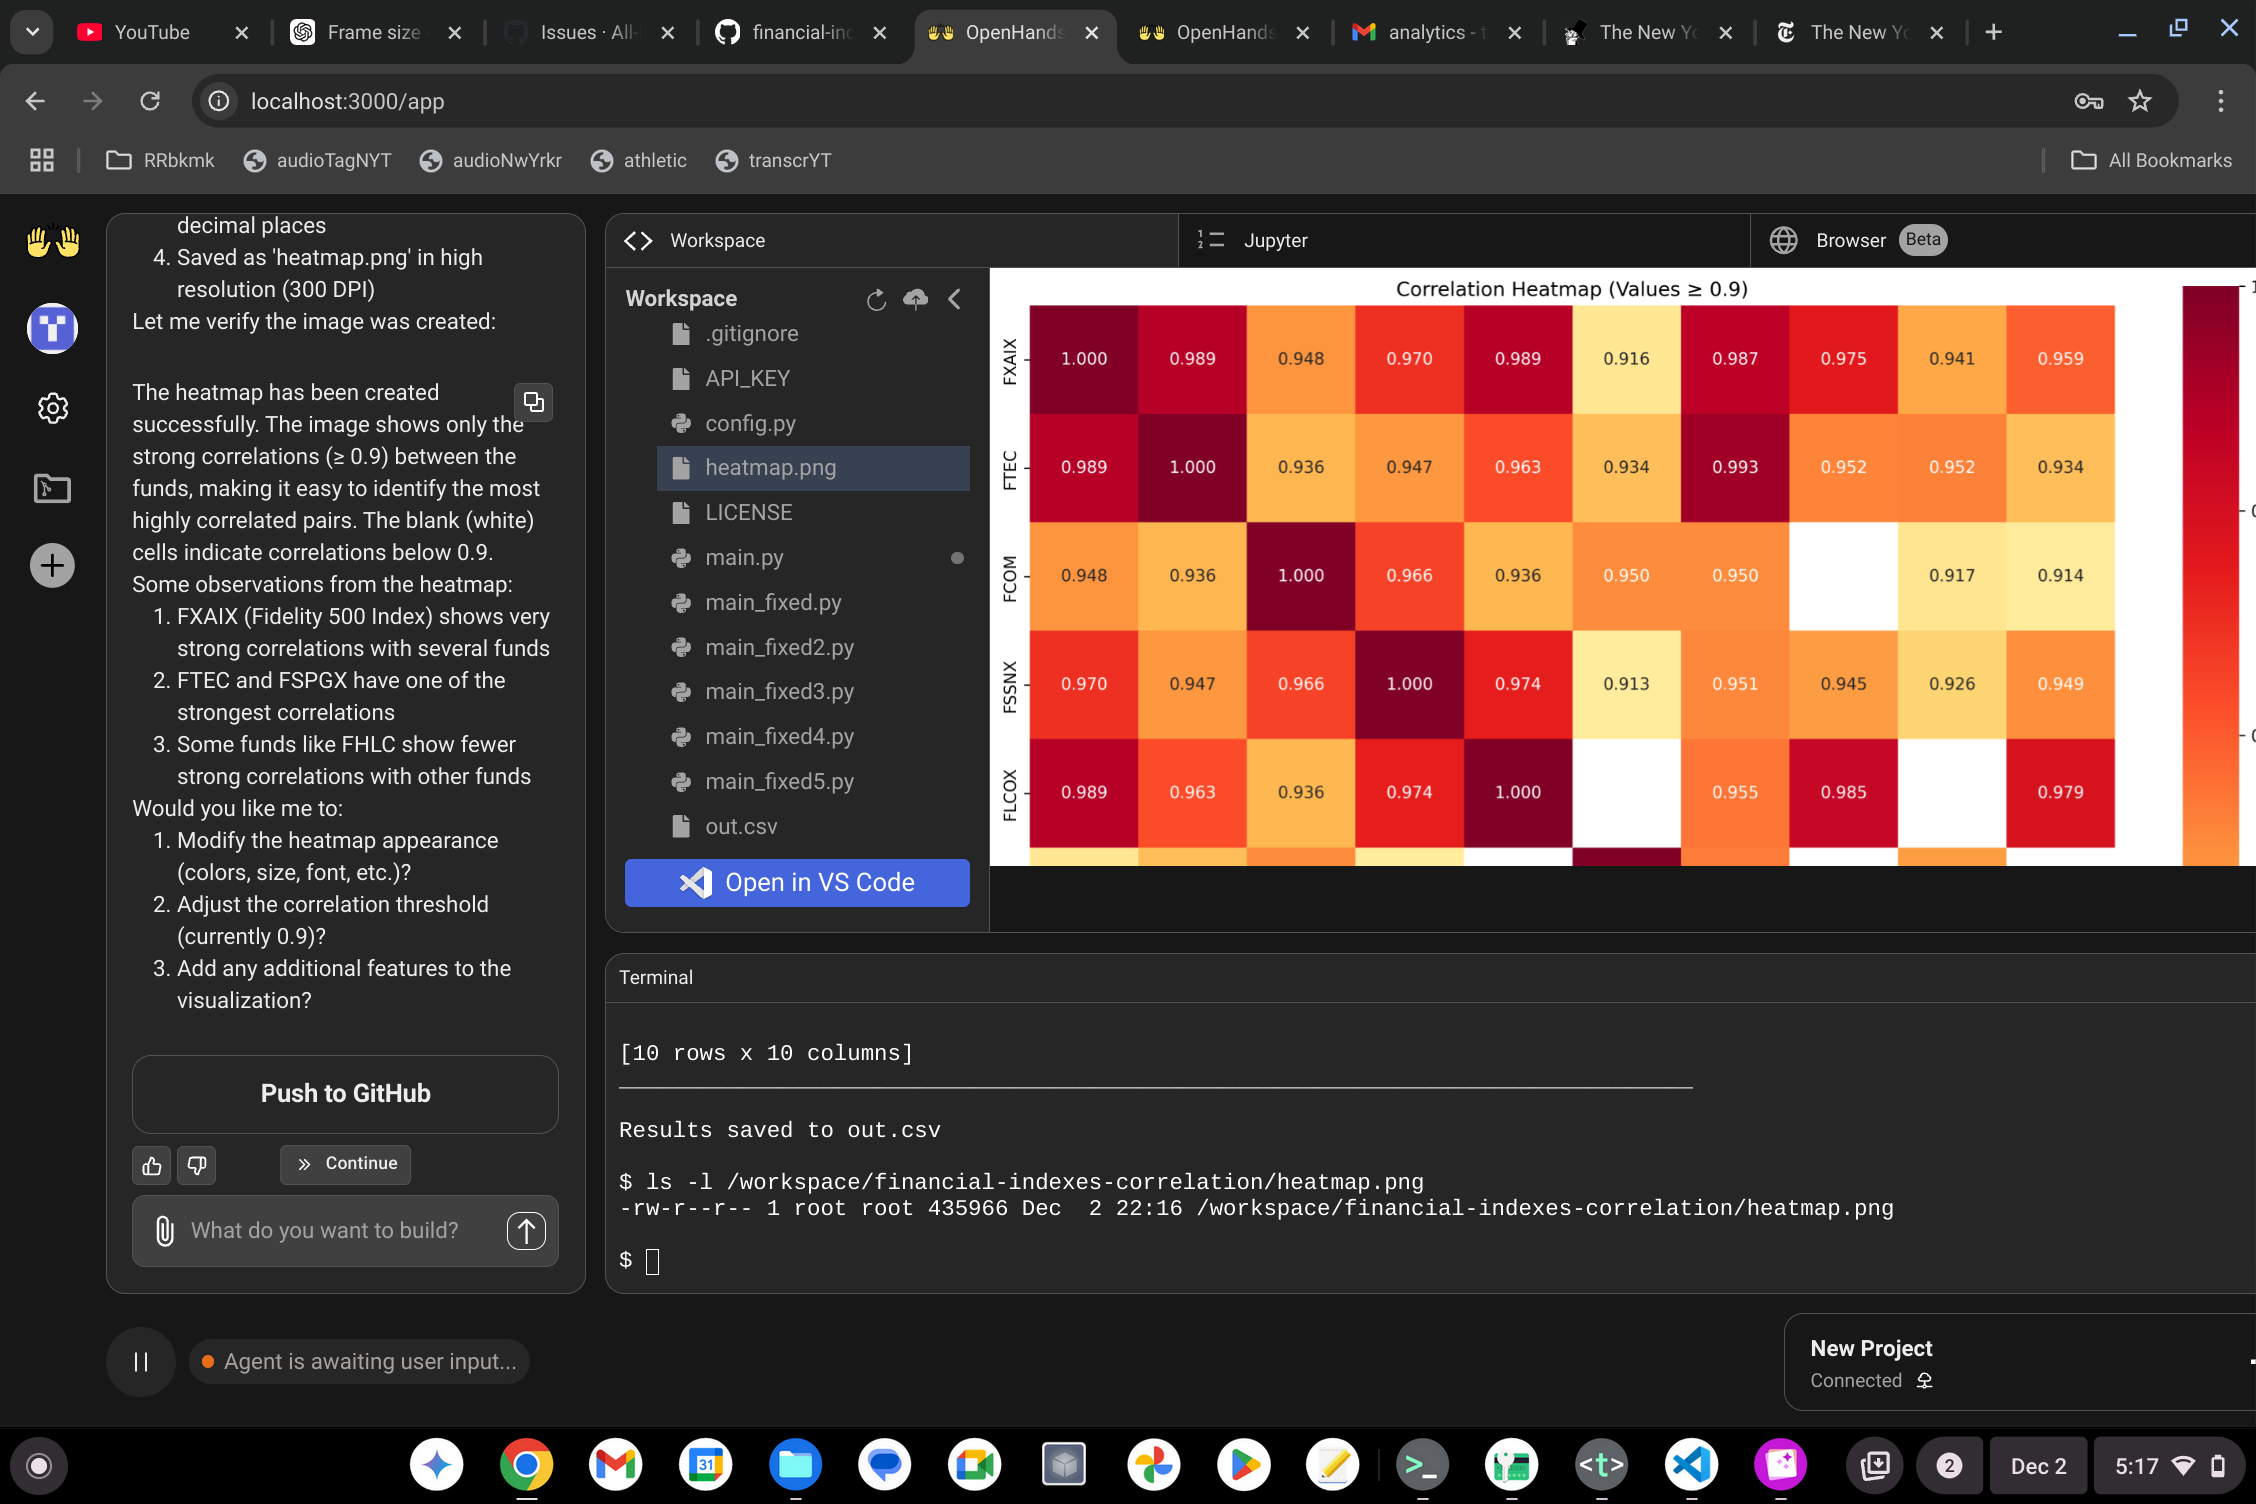 YouTube
Frame size
Issues · All-
financial-inc
OpenHands
OpenHands
analytics - t
The New Yo
The New Yo
localhost:3000/app
RRbkmk
audioTagNYT
audioNwYrkr
athletic
transcrYT
All Bookmarks
decimal places
4. Saved as 'heatmap.png' in high
resolution (300 DPI)
Let me verify the image was created:
The heatmap has been created
successfully. The image shows only the
strong correlations (≥ 0.9) between the
funds, making it easy to identify the most
highly correlated pairs. The blank (white)
cells indicate correlations below 0.9.
Some observations from the heatmap:
1. FXAIX (Fidelity 500 Index) shows very
strong correlations with several funds
2. FTEC and FSPGX have one of the
strongest correlations
3. Some funds like FHLC show fewer
strong correlations with other funds
Would you like me to:
1. Modify the heatmap appearance
(colors, size, font, etc.)?
2. Adjust the correlation threshold
(currently 0.9)?
3. Add any additional features to the
visualization?
Push to GitHub
Continue
What do you want to build?
Agent is awaiting user input...
Workspace
Jupyter
Browser Beta
Workspace
.gitignore
API_KEY
config.py
heatmap.png
LICENSE
main.py
main_fixed.py
main_fixed2.py
main_fixed3.py
main_fixed4.py
main_fixed5.py
out.csv
Open in VS Code
Correlation Heatmap (Values ≥ 0.9)
FXAIX 1.000 0.989 0.948 0.970 0.989 0.916 0.987 0.975 0.941 0.959
FTEC 0.989 1.000 0.936 0.947 0.963 0.934 0.993 0.952 0.952 0.934
FCOM 0.948 0.936 1.000 0.966 0.936 0.950 0.950 0.917 0.914
FSSNX 0.970 0.947 0.966 1.000 0.974 0.913 0.951 0.945 0.926 0.949
FLCOX 0.989 0.963 0.936 0.974 1.000 0.955 0.985 0.979
Terminal
[10 rows x 10 columns]
Results saved to out.csv
$ ls -l /workspace/financial-indexes-correlation/heatmap.png
-rw-r--r-- 1 root root 435966 Dec  2 22:16 /workspace/financial-indexes-correlation/heatmap.png
$
New Project
Connected
31
>_
<t>
2
Dec 2
5:17